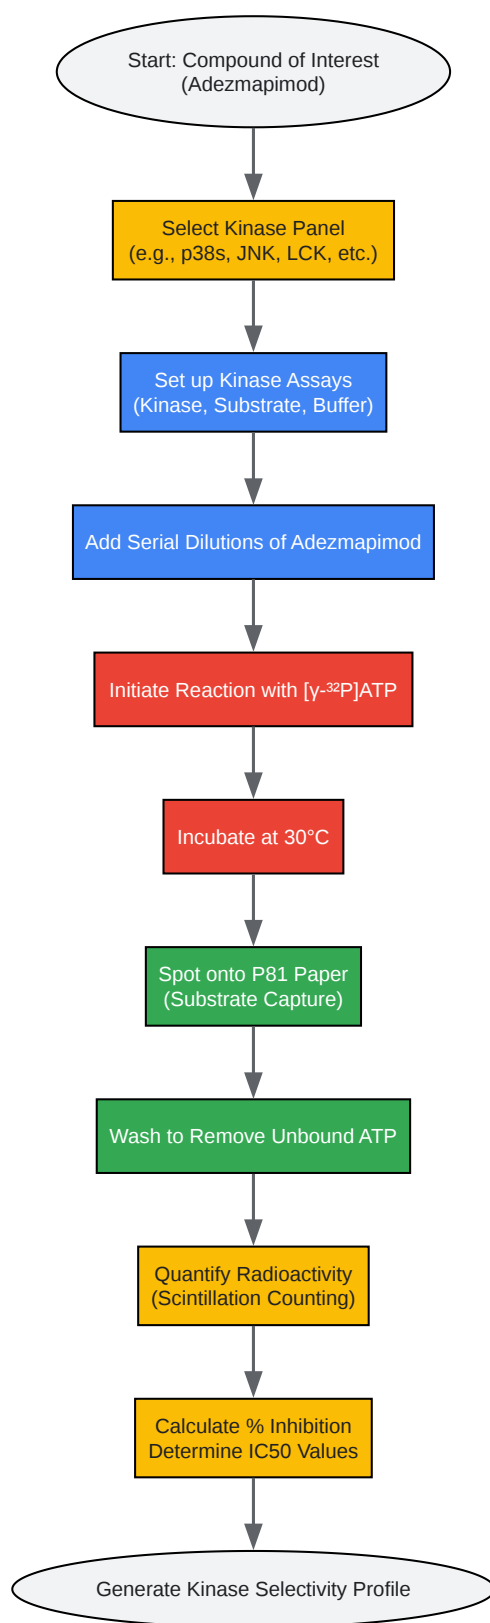 Start: Compound of Interest
(Adezmapimod)
Select Kinase Panel
(e.g., p38s, JNK, LCK, etc.)
Set up Kinase Assays
(Kinase, Substrate, Buffer)
Add Serial Dilutions of Adezmapimod
Initiate Reaction with [γ-³²P]ATP
Incubate at 30°C
Spot onto P81 Paper
(Substrate Capture)
Wash to Remove Unbound ATP
Quantify Radioactivity
(Scintillation Counting)
Calculate % Inhibition
Determine IC50 Values
Generate Kinase Selectivity Profile